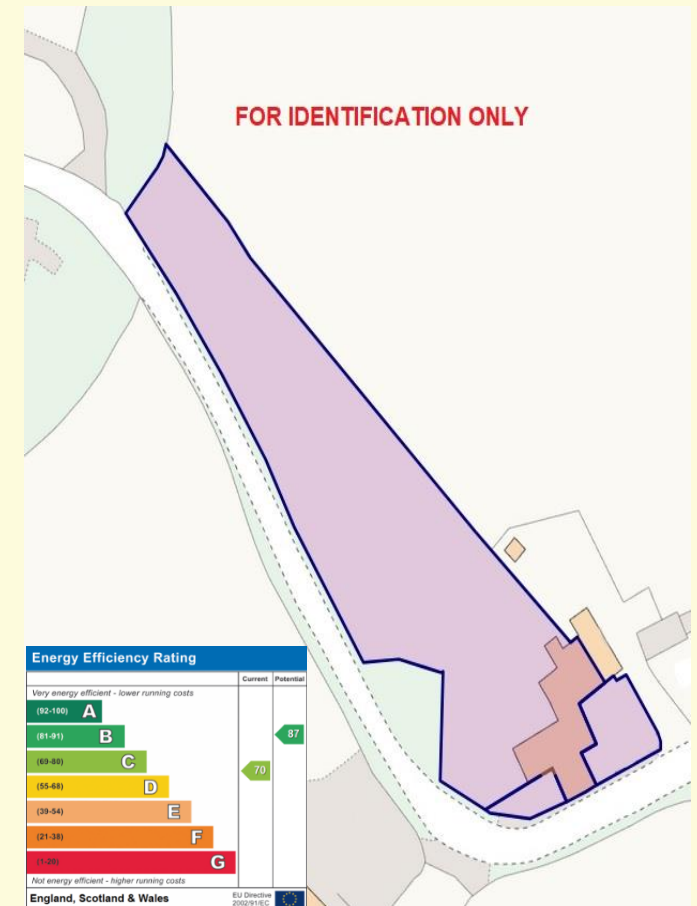 FOR IDENTIFICATION ONLY
Energy Efficiency Rating
Current Potential
Very energy efficient - lower running costs
(92-100) A
(81-91) B
87
(69-80) C
70
(55-68) D
(39-54) E
(21-38) F
(1-20) G
Not energy efficient - higher running costs
England, Scotland & Wales
EU Directive
2002/91/EC